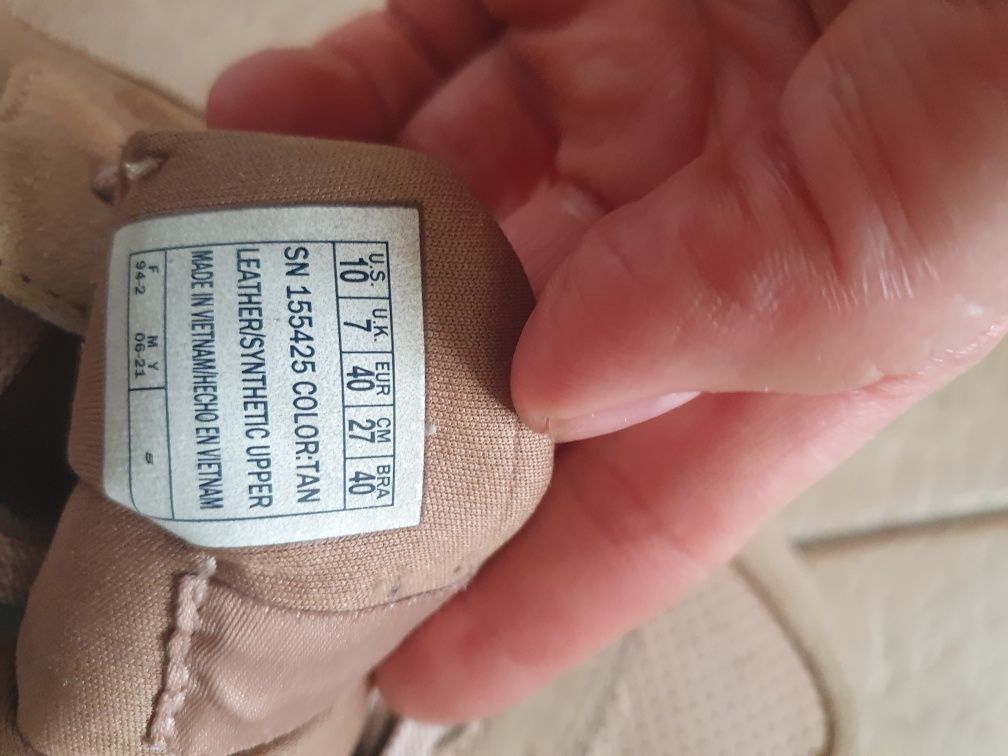 U.S. U.K. EUR CM BRA
10 7 40 27 40
SN 155425 COLOR:TAN
LEATHER/SYNTHETIC UPPER
MADE IN VIETNAM/HECHO EN VIETNAM
F M Y
94-2 06-21